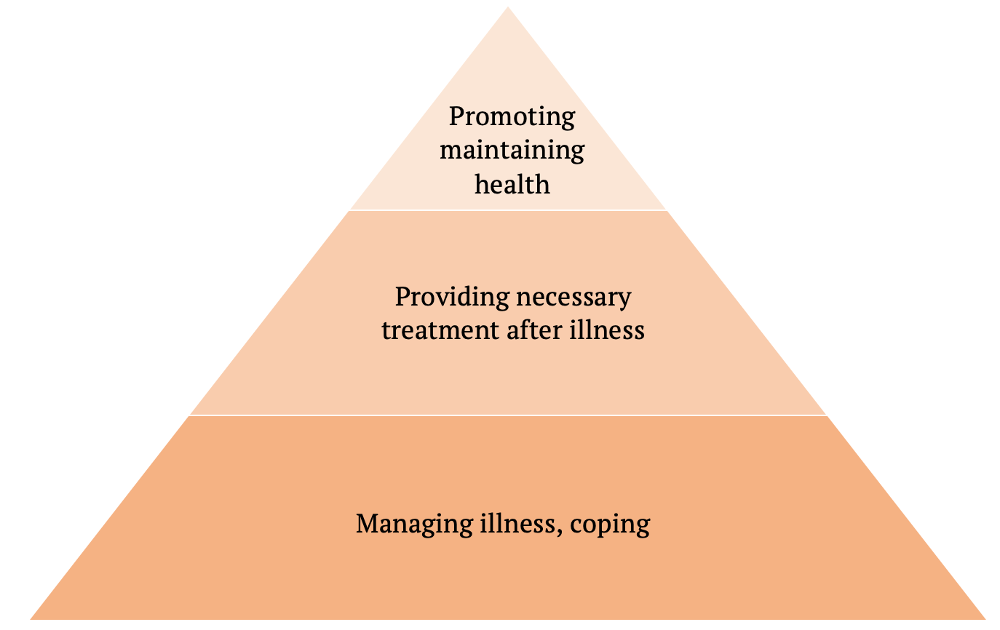 Promoting
maintaining
health
Providing necessary
treatment after illness
Managing illness, coping